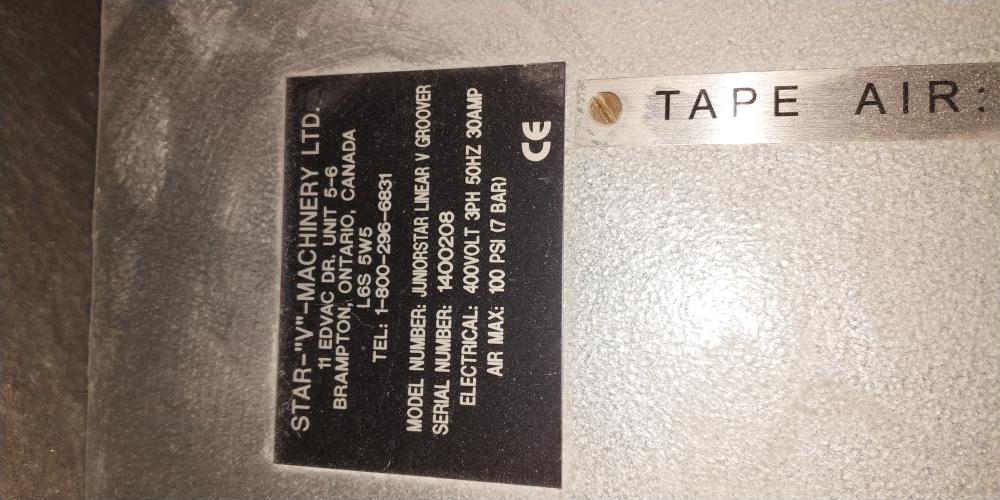 STAR-"V"-MACHINERY LTD.
11 EDVAC DR. UNIT 5-6
BRAMPTON, ONTARIO, CANADA
L6S 5W5
TEL: 1-800-296-6831
MODEL NUMBER: JUNIORSTAR LINEAR V GROOVER
SERIAL NUMBER: 1400208
ELECTRICAL: 400VOLT 3PH 50HZ 30AMP
AIR MAX: 100 PSI (7 BAR)
CE
TAPE AIR: